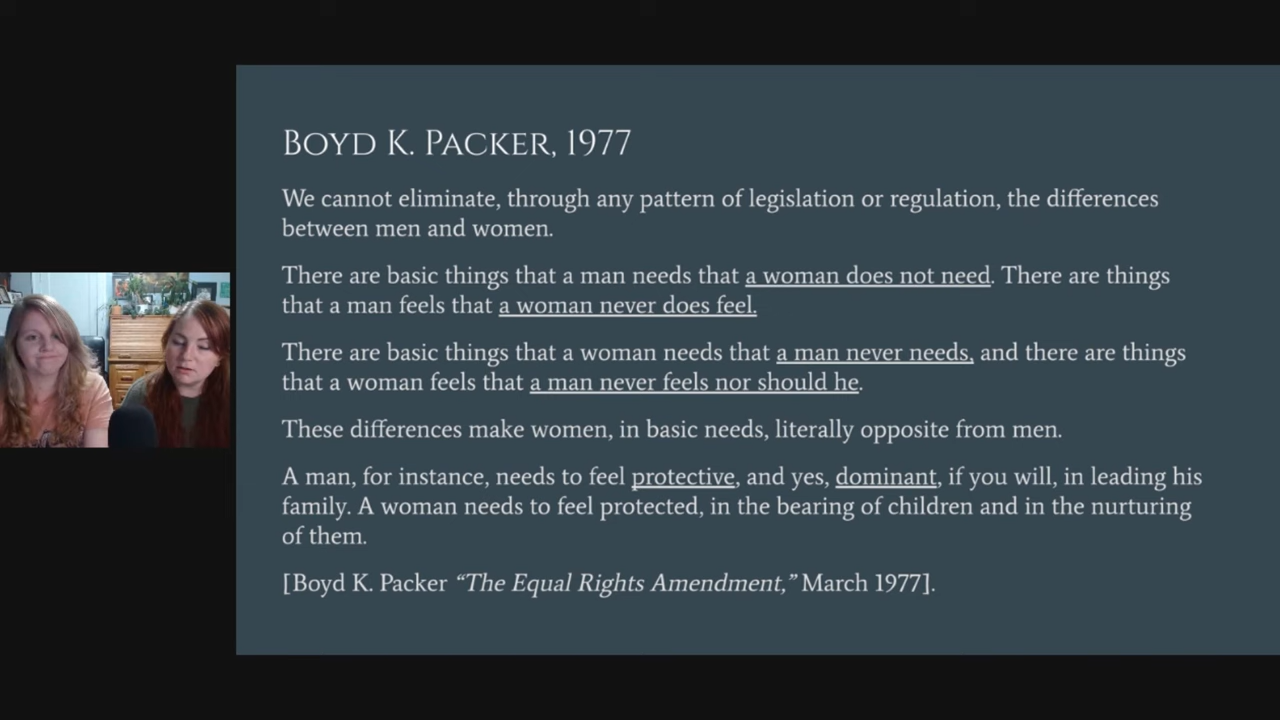 BOYD K. PACKER, 1977
We cannot eliminate, through any pattern of legislation or regulation, the differences
between men and women.
There are basic things that a man needs that a woman does not need. There are things
that a man feels that a woman never does feel.
There are basic things that a woman needs that a man never needs, and there are things
that a woman feels that a man never feels nor should he.
These differences make women, in basic needs, literally opposite from men.
A man, for instance, needs to feel protective, and yes, dominant, if you will, in leading his
family. A woman needs to feel protected, in the bearing of children and in the nurturing
of them.
[Boyd K. Packer “The Equal Rights Amendment,” March 1977].